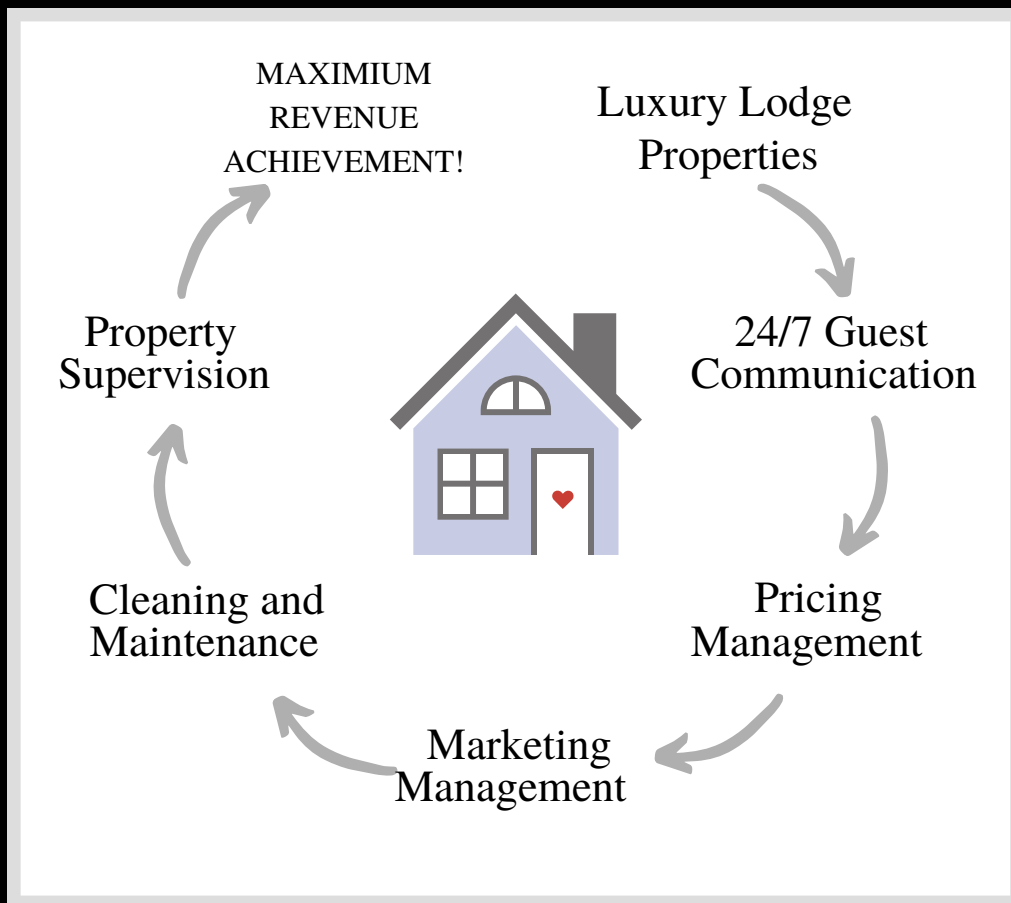 Luxury Lodge
Properties
24/7 Guest
Communication
Pricing
Management
Marketing
Management
Cleaning and
Maintenance
Property
Supervision
MAXIMIUM
REVENUE
ACHIEVEMENT!